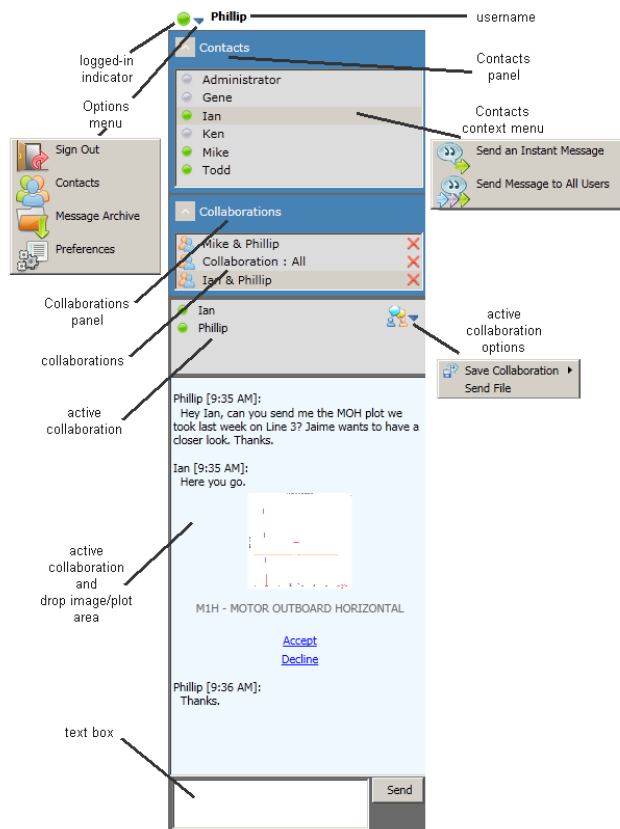 Phillip
username
logged-in
indicator
Contacts
Contacts
panel
Options
menu
Administrator
Gene
Ian
Ken
Mike
Todd
Contacts
context menu
Sign Out
Contacts
Message Archive
Preferences
Send an Instant Message
Send Message to All Users
Collaborations
Mike & Phillip
Collaboration : All
Ian & Phillip
Collaborations
panel
Ian
Phillip
active
collaboration
options
collaborations
Save Collaboration
Send File
active
collaboration
Phillip [9:35 AM]:
Hey Ian, can you send me the MOH plot we
took last week on Line 3? Jaime wants to have a
closer look. Thanks.
Ian [9:35 AM]:
Here you go.
active
collaboration
and
drop image/plot
area
M1H - MOTOR OUTBOARD HORIZONTAL
Accept
Decline
Phillip [9:36 AM]:
Thanks.
text box
Send